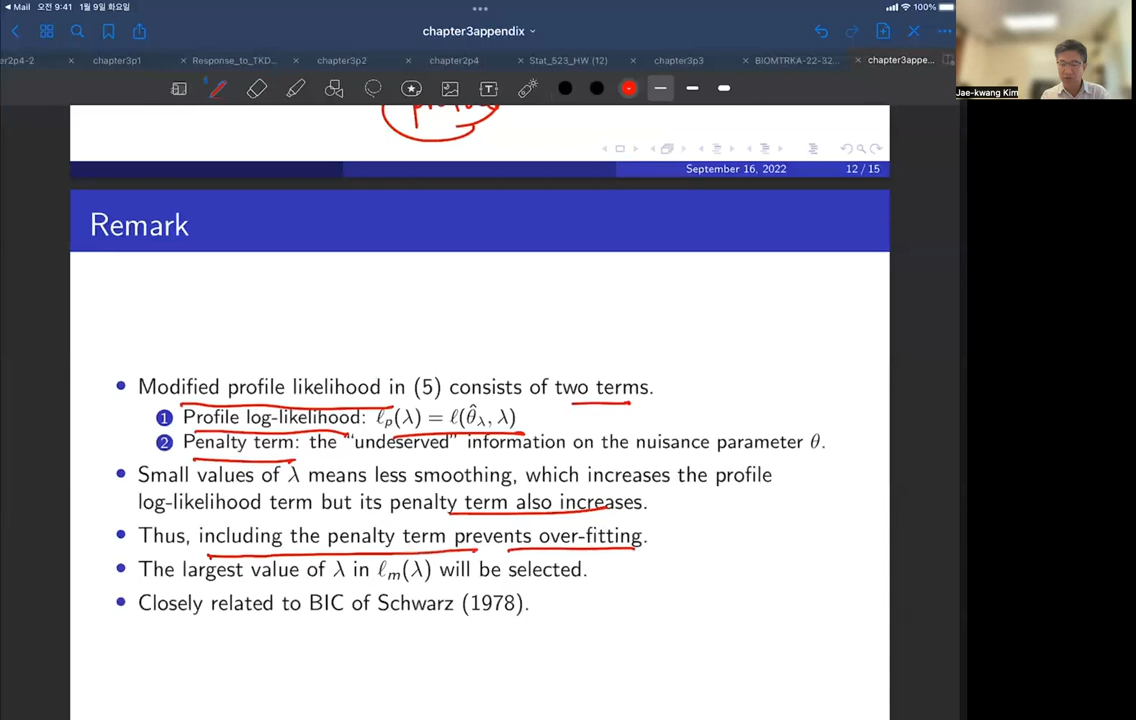 Mail 오전 9:41 1월 9일 화요일
100%
chapter3appendix
er2p4-2 chapter3p1 Response_to_TKD... chapter3p2 chapter2p4 Stat_523_HW (12) chapter3p3 BIOMTRKA-22-32... chapter3appe...
Jae-kwang Kim
September 16, 2022 12 / 15
Remark
• Modified profile likelihood in (5) consists of two terms.
1 Profile log-likelihood: ℓ_p(λ) = ℓ(θ̂_λ, λ)
2 Penalty term: the "undeserved" information on the nuisance parameter θ.
• Small values of λ means less smoothing, which increases the profile
log-likelihood term but its penalty term also increases.
• Thus, including the penalty term prevents over-fitting.
• The largest value of λ in ℓ_m(λ) will be selected.
• Closely related to BIC of Schwarz (1978).